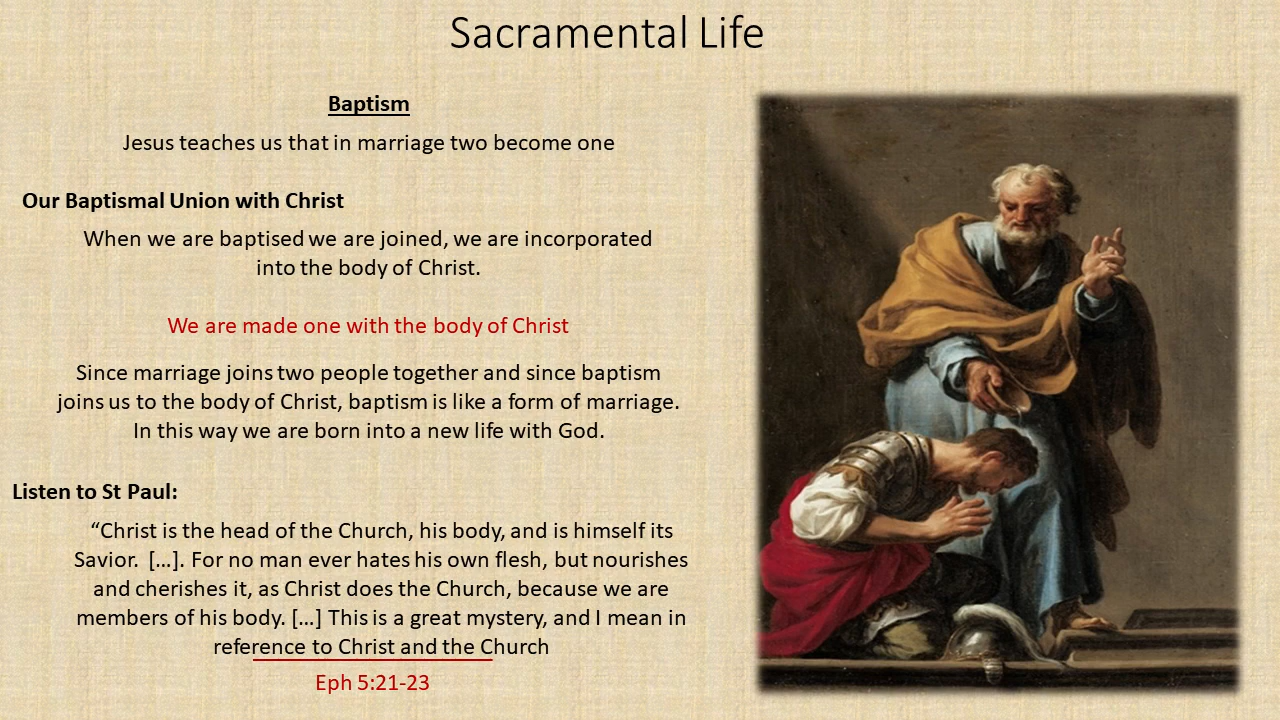 Sacramental Life
Baptism
Jesus teaches us that in marriage two become one
Our Baptismal Union with Christ
When we are baptised we are joined, we are incorporated
into the body of Christ.
We are made one with the body of Christ
Since marriage joins two people together and since baptism
joins us to the body of Christ, baptism is like a form of marriage.
In this way we are born into a new life with God.
Listen to St Paul:
“Christ is the head of the Church, his body, and is himself its
Savior. […]. For no man ever hates his own flesh, but nourishes
and cherishes it, as Christ does the Church, because we are
members of his body. […] This is a great mystery, and I mean in
reference to Christ and the Church
Eph 5:21-23